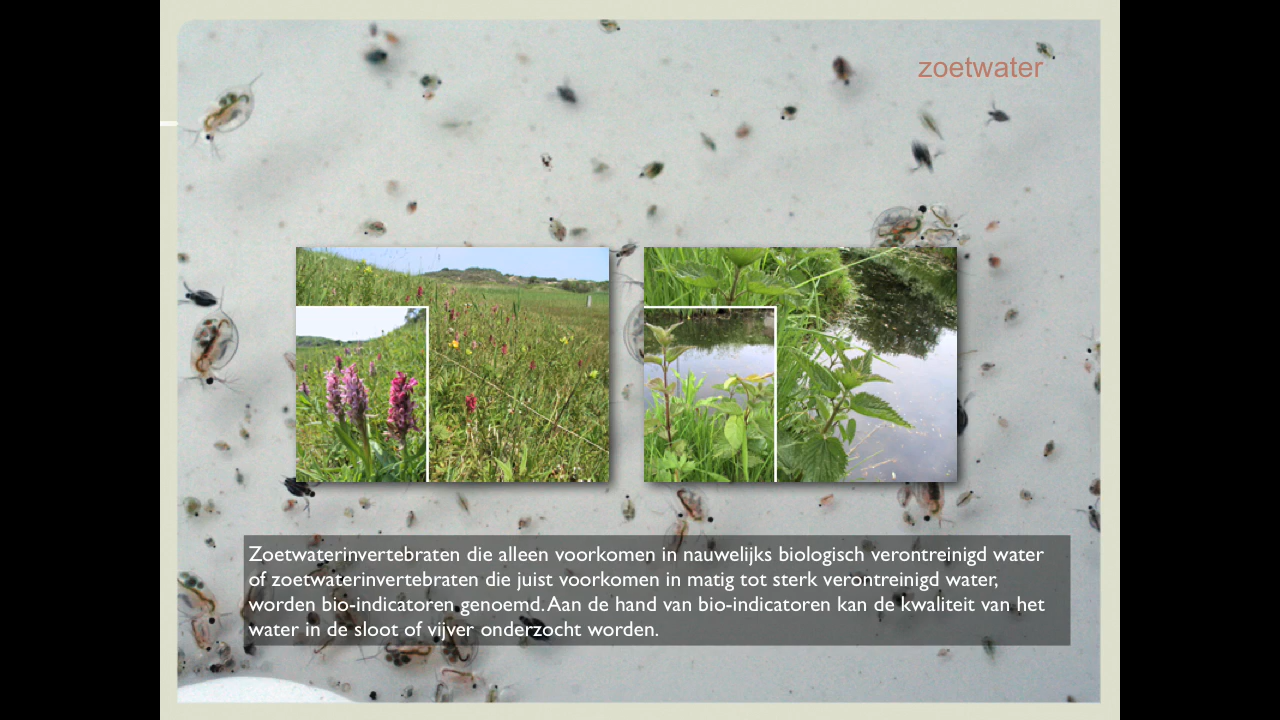 zoetwater
Zoetwaterinvertebraten die alleen voorkomen in nauwelijks biologisch verontreinigd water
of zoetwaterinvertebraten die juist voorkomen in matig tot sterk verontreinigd water,
worden bio-indicatoren genoemd. Aan de hand van bio-indicatoren kan de kwaliteit van het
water in de sloot of vijver onderzocht worden.